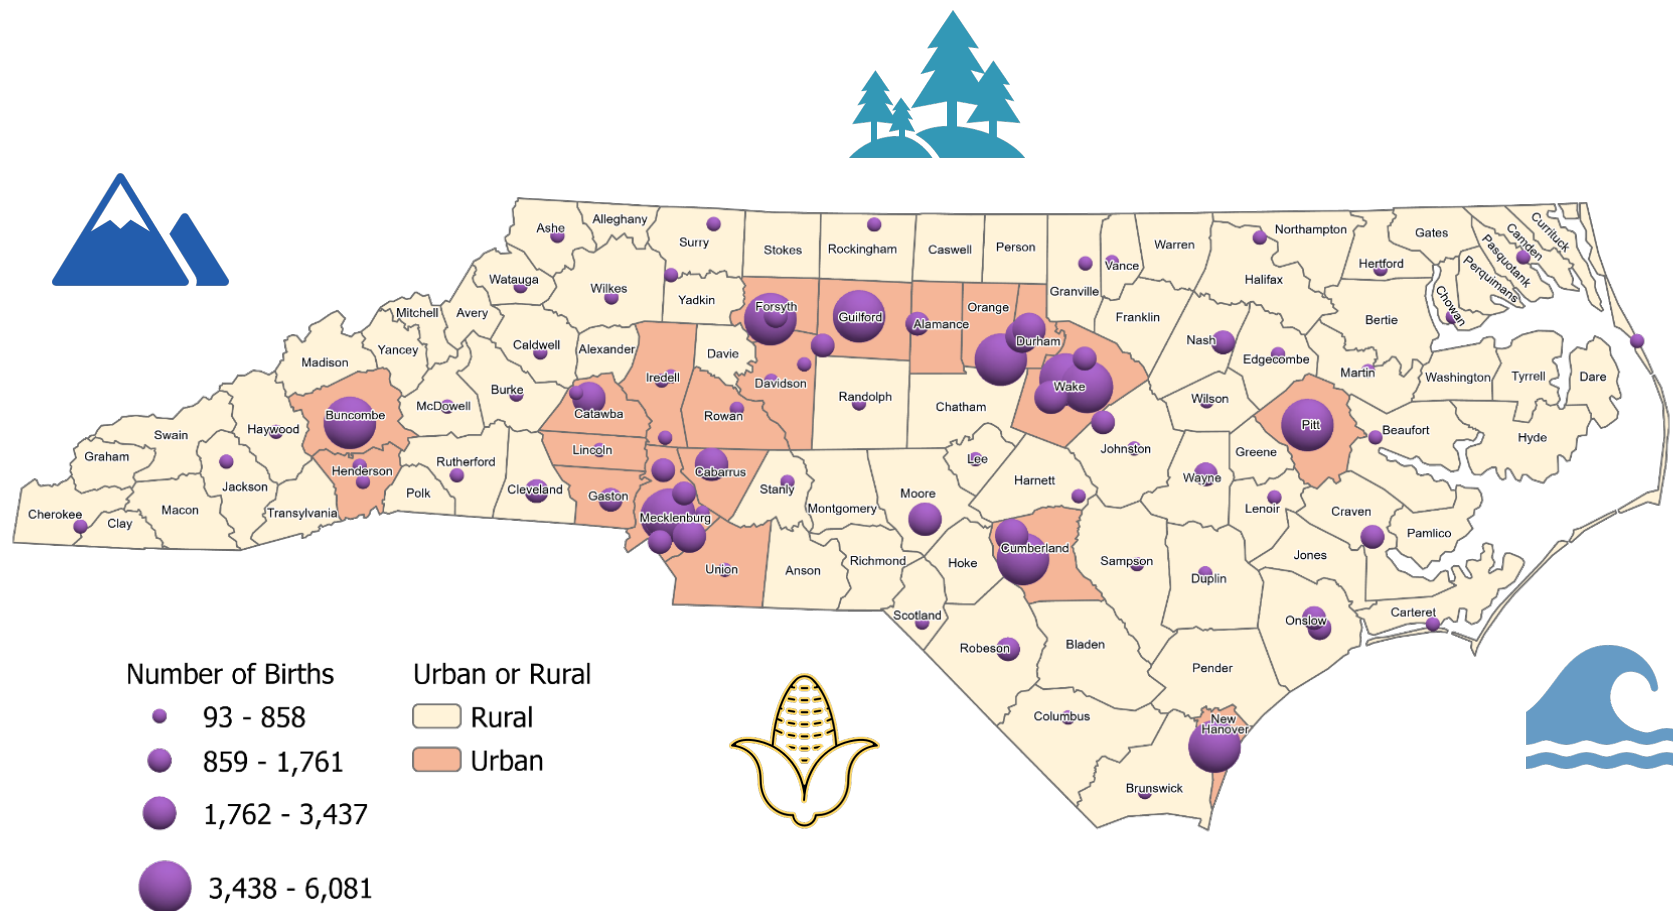 Ashe
Alleghany
Surry
Stokes
Rockingham
Caswell
Person
Vance
Warren
Northampton
Gates
Currituck
Camden
Pasquotank
Perquimans
Chowan
Hertford
Halifax
Granville
Watauga
Wilkes
Yadkin
Forsyth
Guilford
Alamance
Orange
Durham
Franklin
Nash
Edgecombe
Bertie
Martin
Washington
Tyrrell
Dare
Mitchell
Avery
Yancey
Madison
Caldwell
Alexander
Iredell
Davie
Davidson
Randolph
Chatham
Wake
Wilson
Pitt
Beaufort
Hyde
Buncombe
McDowell
Burke
Catawba
Rowan
Swain
Haywood
Graham
Jackson
Henderson
Rutherford
Lincoln
Cabarrus
Stanly
Montgomery
Moore
Lee
Harnett
Johnston
Greene
Wayne
Lenoir
Craven
Pamlico
Cherokee
Clay
Macon
Transylvania
Polk
Cleveland
Gaston
Mecklenburg
Union
Anson
Richmond
Hoke
Cumberland
Sampson
Duplin
Jones
Scotland
Robeson
Bladen
Onslow
Carteret
Pender
Columbus
New
Hanover
Brunswick
Number of Births
93 - 858
859 - 1,761
1,762 - 3,437
3,438 - 6,081
Urban or Rural
Rural
Urban